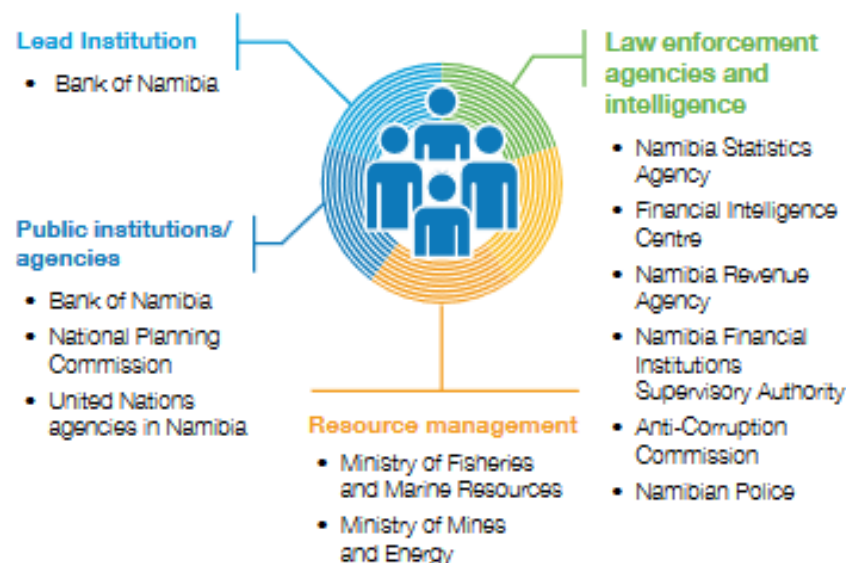 Lead Institution
• Bank of Namibia
Public institutions/
agencies
• Bank of Namibia
• National Planning
Commission
• United Nations
agencies in Namibia
Resource management
• Ministry of Fisheries
and Marine Resources
• Ministry of Mines
and Energy
Law enforcement
agencies and
intelligence
• Namibia Statistics
Agency
• Financial Intelligence
Centre
• Namibia Revenue
Agency
• Namibia Financial
Institutions
Supervisory Authority
• Anti-Corruption
Commission
• Namibian Police